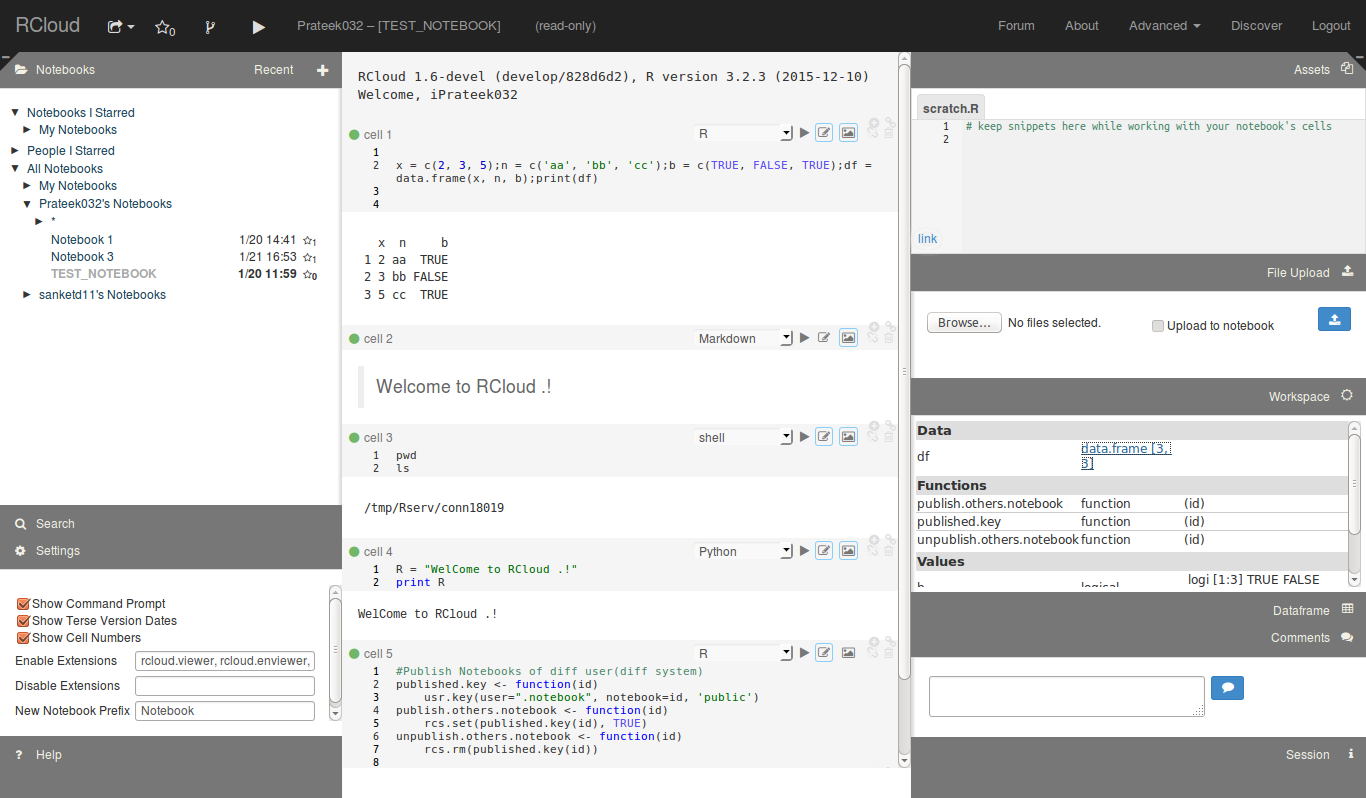 RCloud 0 Prateek032 – [TEST_NOTEBOOK] (read-only) Forum About Advanced Discover Logout
Notebooks Recent
Notebooks I Starred
My Notebooks
People I Starred
All Notebooks
My Notebooks
Prateek032's Notebooks
*
Notebook 1 1/20 14:41 1
Notebook 3 1/21 16:53 1
TEST_NOTEBOOK 1/20 11:59 0
sanketd11's Notebooks
Search
Settings
Show Command Prompt
Show Terse Version Dates
Show Cell Numbers
Enable Extensions rcloud.viewer, rcloud.enviewer,
Disable Extensions
New Notebook Prefix Notebook
? Help
RCloud 1.6-devel (develop/828d6d2), R version 3.2.3 (2015-12-10)
Welcome, iPrateek032
cell 1 R
1
2 x = c(2, 3, 5);n = c('aa', 'bb', 'cc');b = c(TRUE, FALSE, TRUE);df =
data.frame(x, n, b);print(df)
3
4
x n b
1 2 aa TRUE
2 3 bb FALSE
3 5 cc TRUE
cell 2 Markdown
Welcome to RCloud .!
cell 3 shell
1 pwd
2 ls
/tmp/Rserv/conn18019
cell 4 Python
1 R = "WelCome to RCloud .!"
2 print R
WelCome to RCloud .!
cell 5 R
1 #Publish Notebooks of diff user(diff system)
2 published.key <- function(id)
3 usr.key(user=".notebook", notebook=id, 'public')
4 publish.others.notebook <- function(id)
5 rcs.set(published.key(id), TRUE)
6 unpublish.others.notebook <- function(id)
7 rcs.rm(published.key(id))
8
Assets
scratch.R
1 # keep snippets here while working with your notebook's cells
2
link
File Upload
Browse... No files selected. Upload to notebook
Workspace
Data
df data.frame [3,
3]
Functions
publish.others.notebook function (id)
published.key function (id)
unpublish.others.notebook function (id)
Values
b logical logi [1:3] TRUE FALSE
Dataframe
Comments
Session